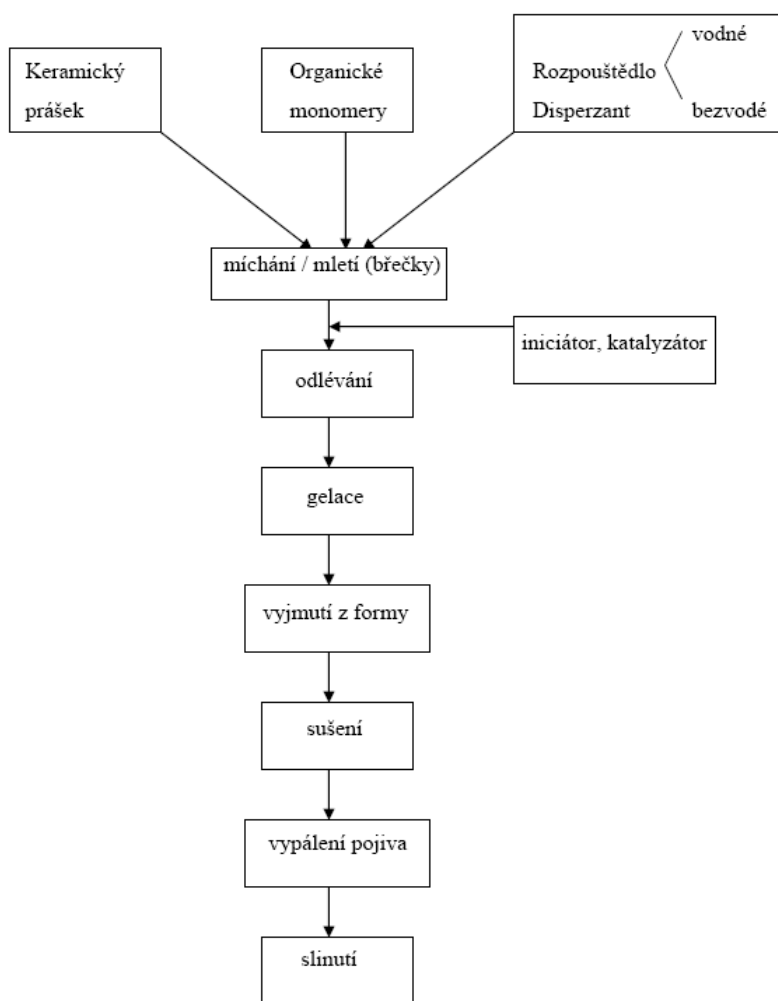 Keramický
prášek
Organické
monomery
vodné
Rozpouštědlo
Disperzant
bezvodé
míchání / mletí (břečky)
iniciátor, katalyzátor
odlévání
gelace
vyjmutí z formy
sušení
vypálení pojiva
slinutí